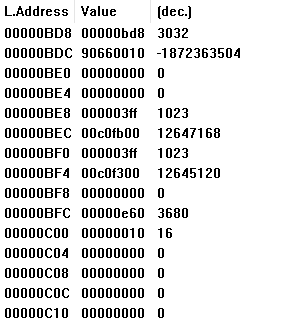 L.Address Value (dec.)
00000BD8 00000bd8 3032
00000BDC 90660010 -1872363504
00000BE0 00000000 0
00000BE4 00000000 0
00000BE8 000003ff 1023
00000BEC 00c0fb00 12647168
00000BF0 000003ff 1023
00000BF4 00c0f300 12645120
00000BF8 00000000 0
00000BFC 00000e60 3680
00000C00 00000010 16
00000C04 00000000 0
00000C08 00000000 0
00000C0C 00000000 0
00000C10 00000000 0